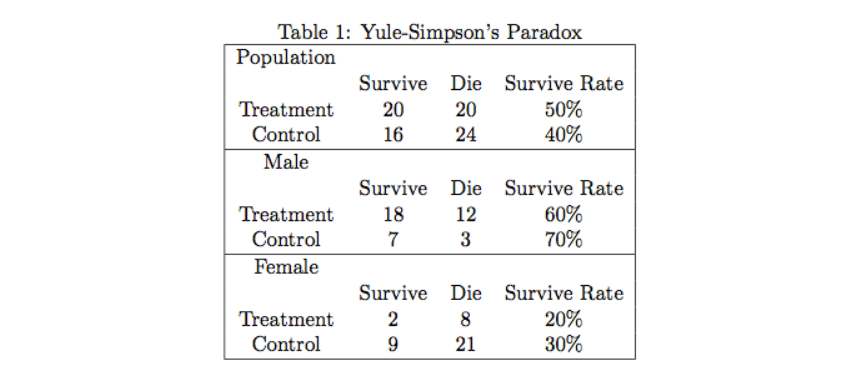 Table 1: Yule-Simpson's Paradox
Population
Survive Die Survive Rate
Treatment 20 20 50%
Control 16 24 40%
Male
Survive Die Survive Rate
Treatment 18 12 60%
Control 7 3 70%
Female
Survive Die Survive Rate
Treatment 2 8 20%
Control 9 21 30%